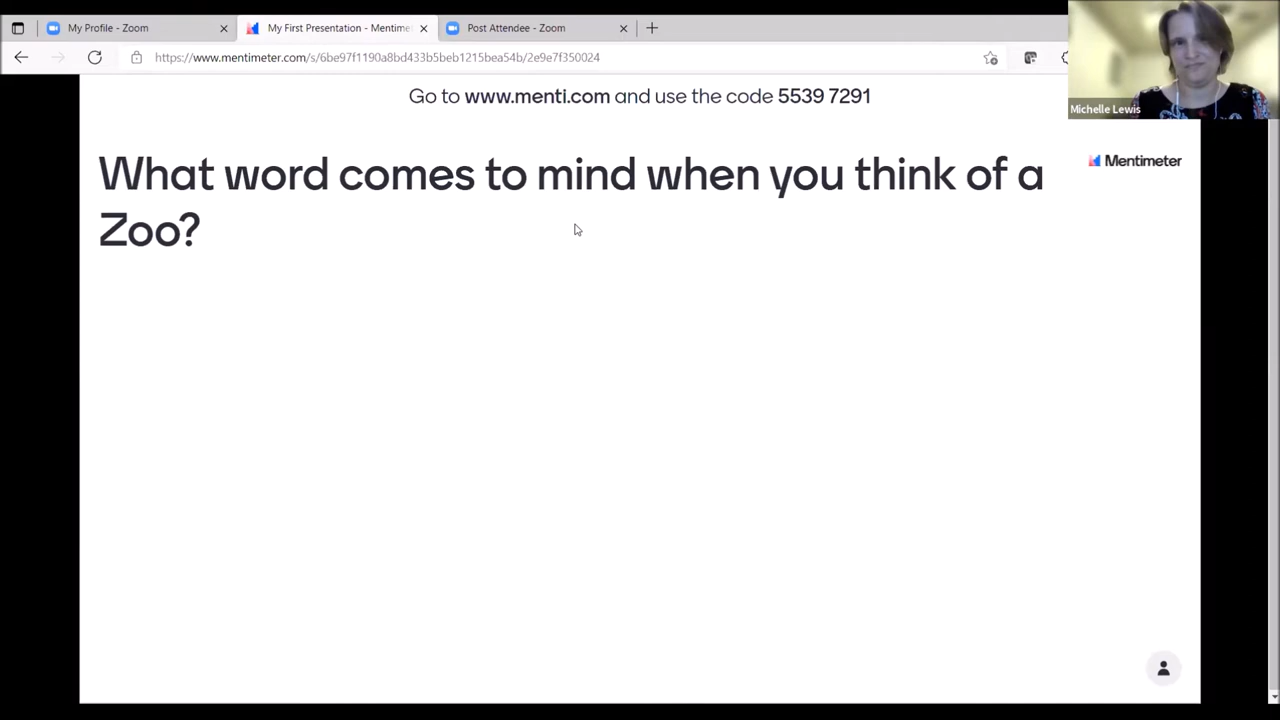 My Profile - Zoom
My First Presentation - Mentime
Post Attendee - Zoom
https://www.mentimeter.com/s/6be97f1190a8bd433b5beb1215bea54b/2e9e7f350024
Michelle Lewis
Go to www.menti.com and use the code 5539 7291
Mentimeter
What word comes to mind when you think of a
Zoo?